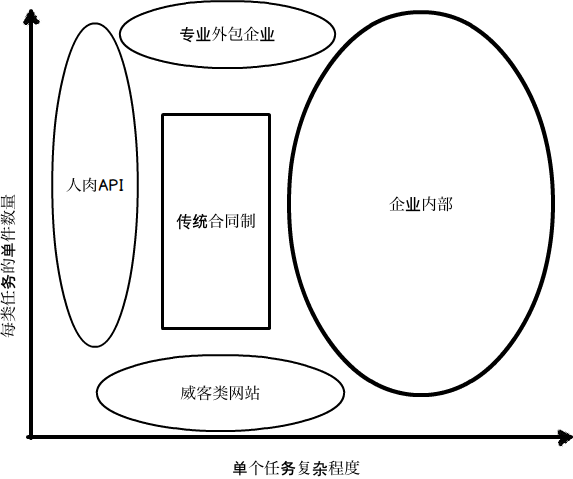 专业外包企业
人肉API
企业内部
传统合同制
每类任务的单件数量
威客类网站
单个任务复杂程度